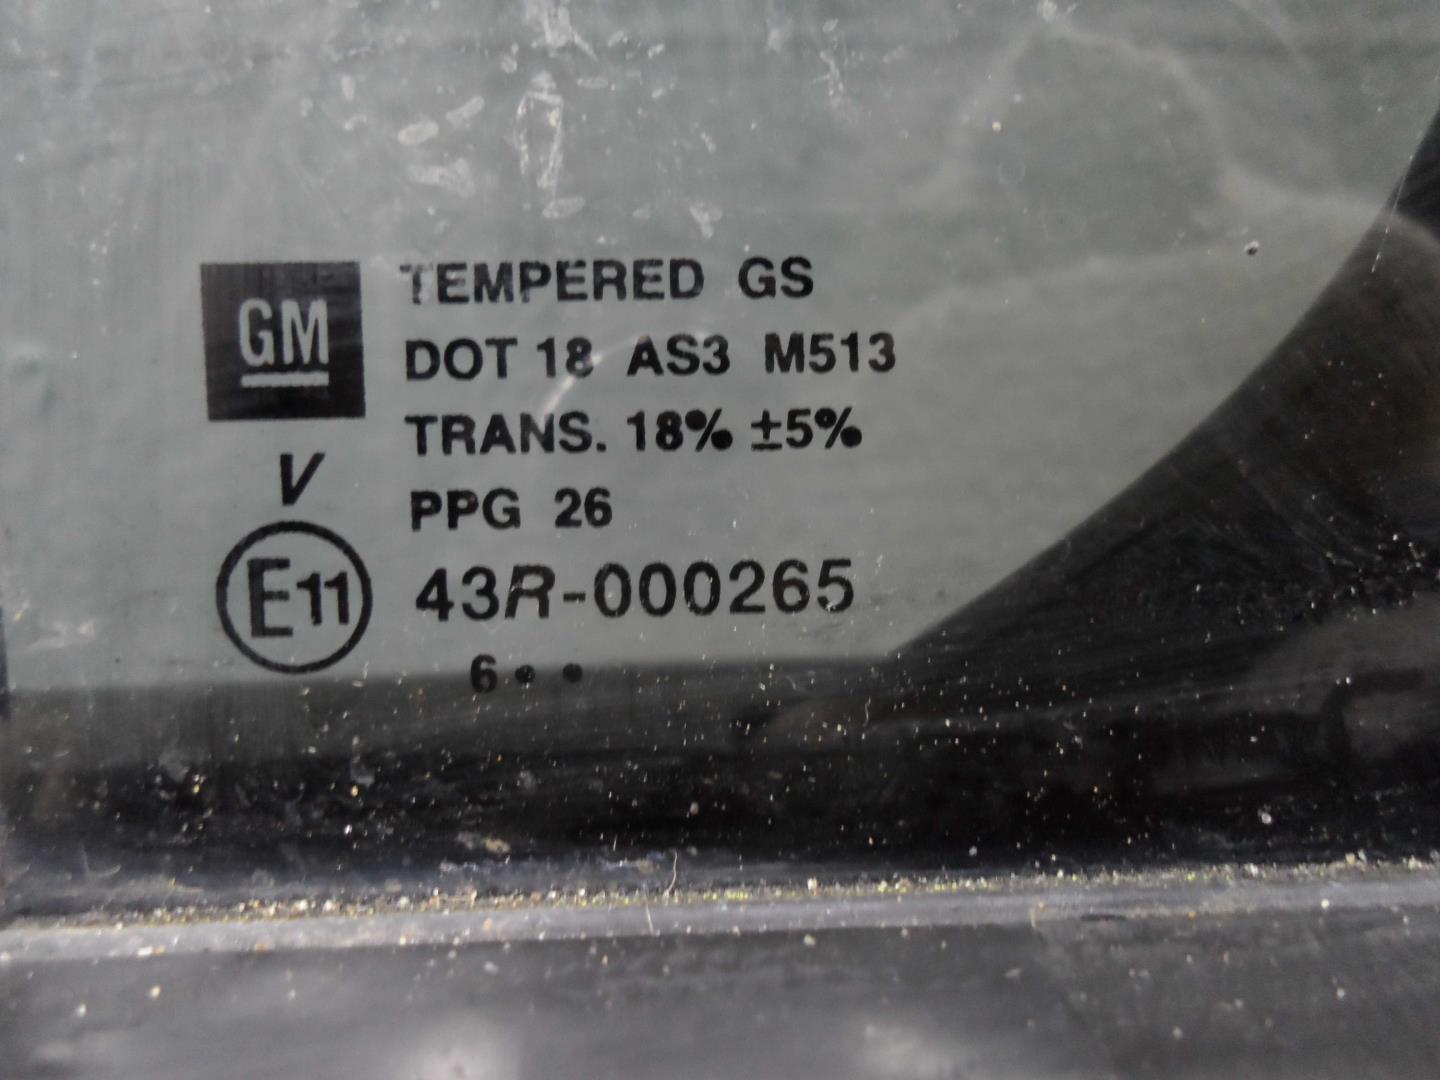 GM
TEMPERED GS
DOT 18 AS3 M513
TRANS. 18% ±5%
V
PPG 26
E11
43R-000265
6••